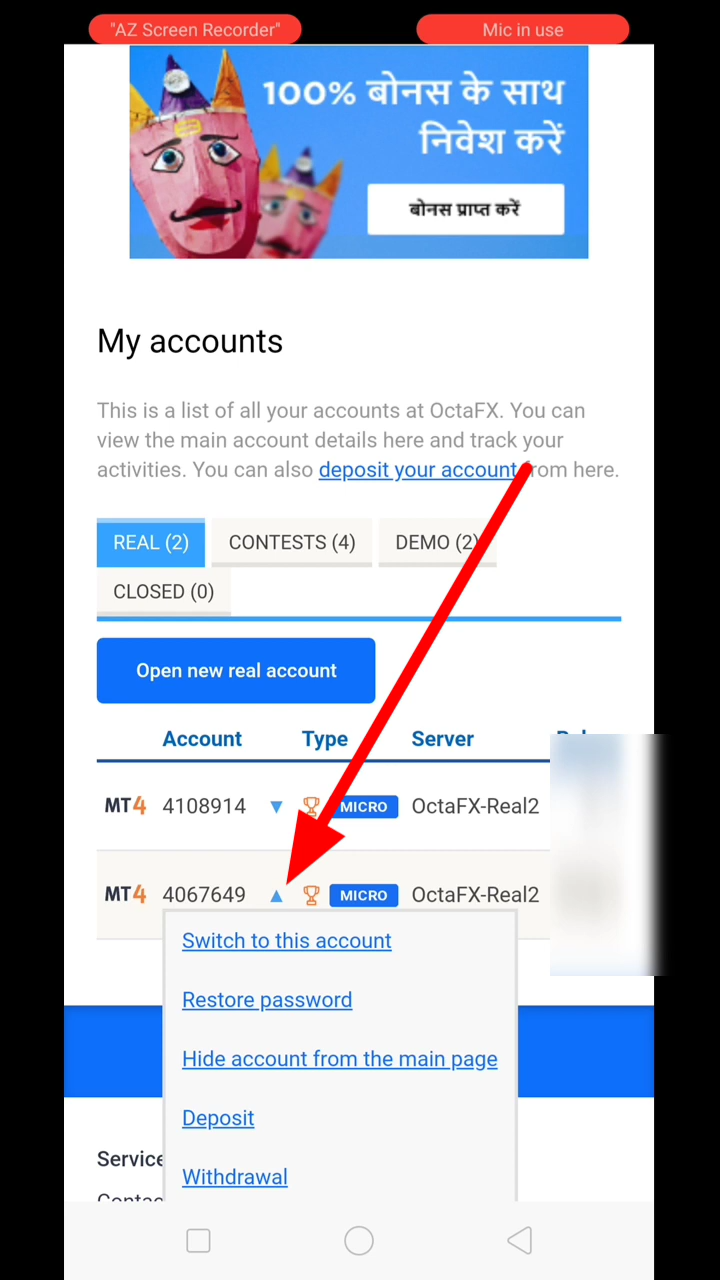 "AZ Screen Recorder"
Mic in use
100% बोनस के साथ
निवेश करें
बोनस प्राप्त करें
My accounts
This is a list of all your accounts at OctaFX. You can
view the main account details here and track your
activities. You can also deposit your account from here.
REAL (2)
CONTESTS (4)
DEMO (2)
CLOSED (0)
Open new real account
Account Type Server
MT4 4108914 ▼ MICRO OctaFX-Real2
MT4 4067649 ▲ MICRO OctaFX-Real2
Switch to this account
Restore password
Hide account from the main page
Deposit
Withdrawal
Service